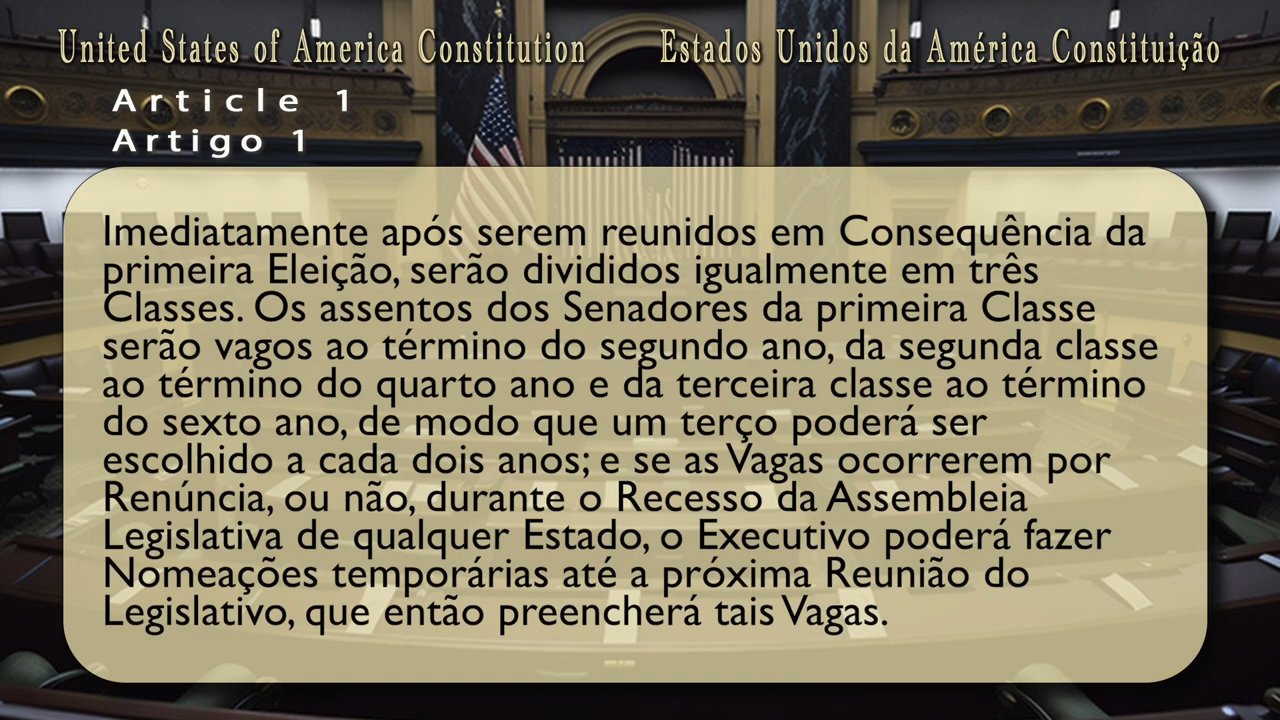 United States of America Constitution
Estados Unidos da América Constituição
Article 1
Artigo 1
Imediatamente após serem reunidos em Consequência da
primeira Eleição, serão divididos igualmente em três
Classes. Os assentos dos Senadores da primeira Classe
serão vagos ao término do segundo ano, da segunda classe
ao término do quarto ano e da terceira classe ao término
do sexto ano, de modo que um terço poderá ser
escolhido a cada dois anos; e se as Vagas ocorrerem por
Renúncia, ou não, durante o Recesso da Assembleia
Legislativa de qualquer Estado, o Executivo poderá fazer
Nomeações temporárias até a próxima Reunião do
Legislativo, que então preencherá tais Vagas.